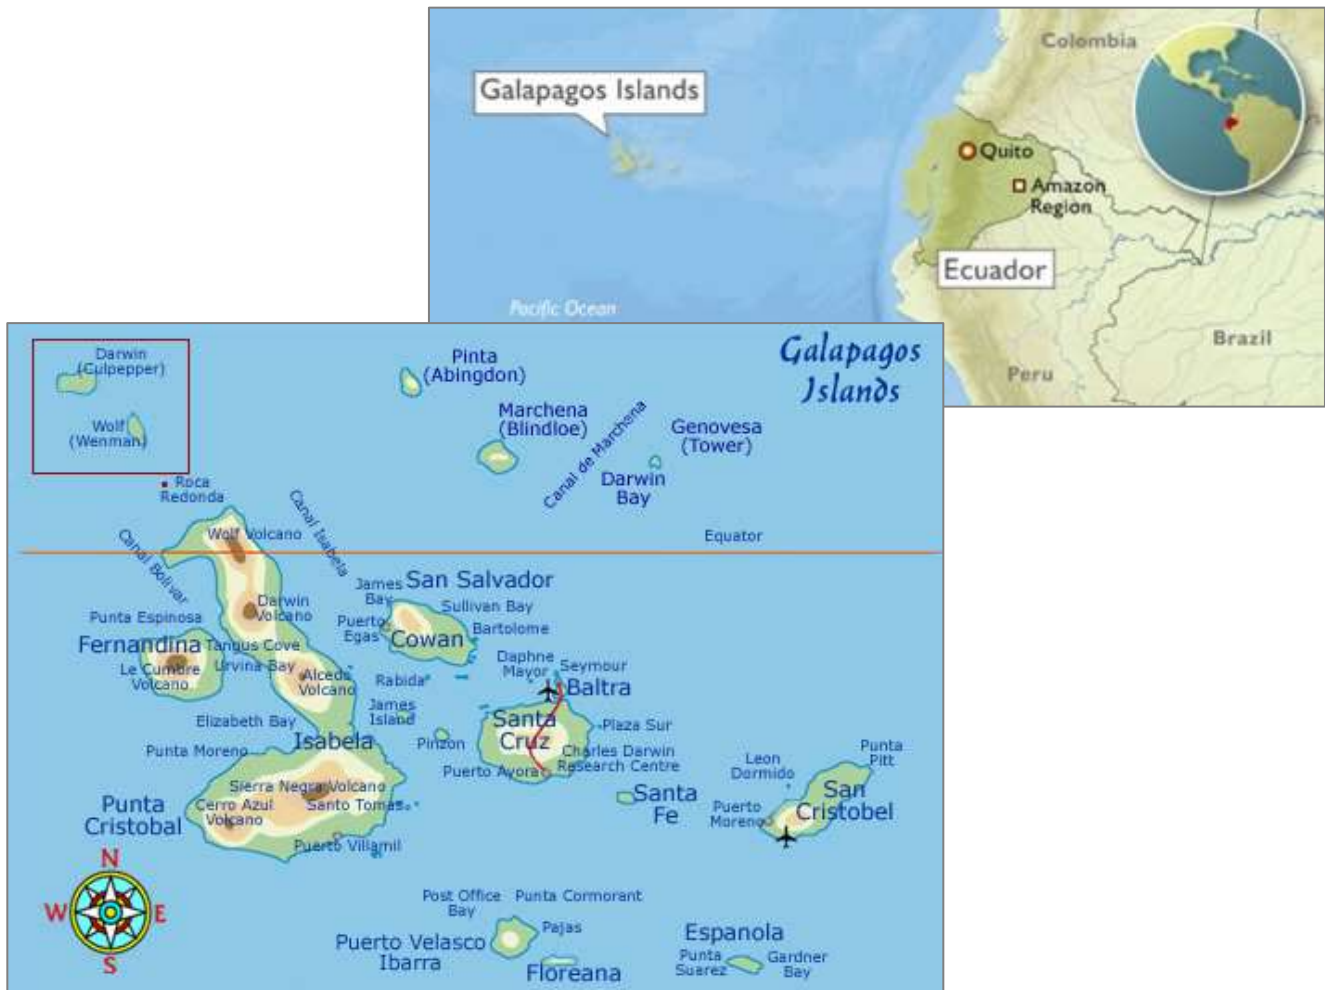 Colombia
Galapagos Islands
Quito
Amazon
Region
Ecuador
Pacific Ocean
Brazil
Peru
Galapagos
Islands
Darwin
(Culpepper)
Wolf
(Wenman)
Roca
Redonda
Pinta
(Abingdon)
Marchena
(Blindloe)
Canal de Marchena
Genovesa
(Tower)
Darwin
Bay
Equator
Wolf Volcano
Canal Isabela
Canal Bolivar
James
Bay
San Salvador
Sullivan Bay
Puerto
Egas
Cowan
Bartolome
Punta Espinosa
Darwin
Volcano
Fernandina
Tangus Cove
Le Cumbre
Volcano
Urvina Bay
Alcedo
Volcano
Rabida
Daphne
Mayor
Seymour
Baltra
James
Island
Elizabeth Bay
Isabela
Punta Moreno
Pinzon
Santa
Cruz
Plaza Sur
Charles Darwin
Research Centre
Puerto Avora
Sierra Negra Volcano
Cerro Azul
Volcano
Santo Tomas
Punta
Cristobal
Puerto Villamil
Santa
Fe
Leon
Dormido
Punta
Pitt
San
Cristobel
Puerto
Moreno
N
W
E
S
Post Office
Bay
Punta Cormorant
Pajas
Puerto Velasco
Ibarra
Floreana
Espanola
Punta
Suarez
Gardner
Bay